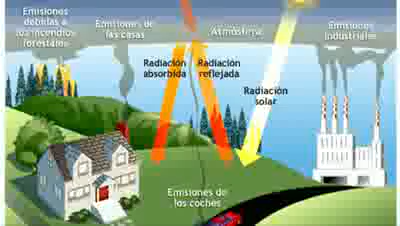 Emisiones
debidas a
los incendios
forestales
Emisiones de
las casas
Atmósfera
Emisiones
industriales
Radiación
absorbida
Radiación
reflejada
Radiación
solar
Emisiones de
los coches